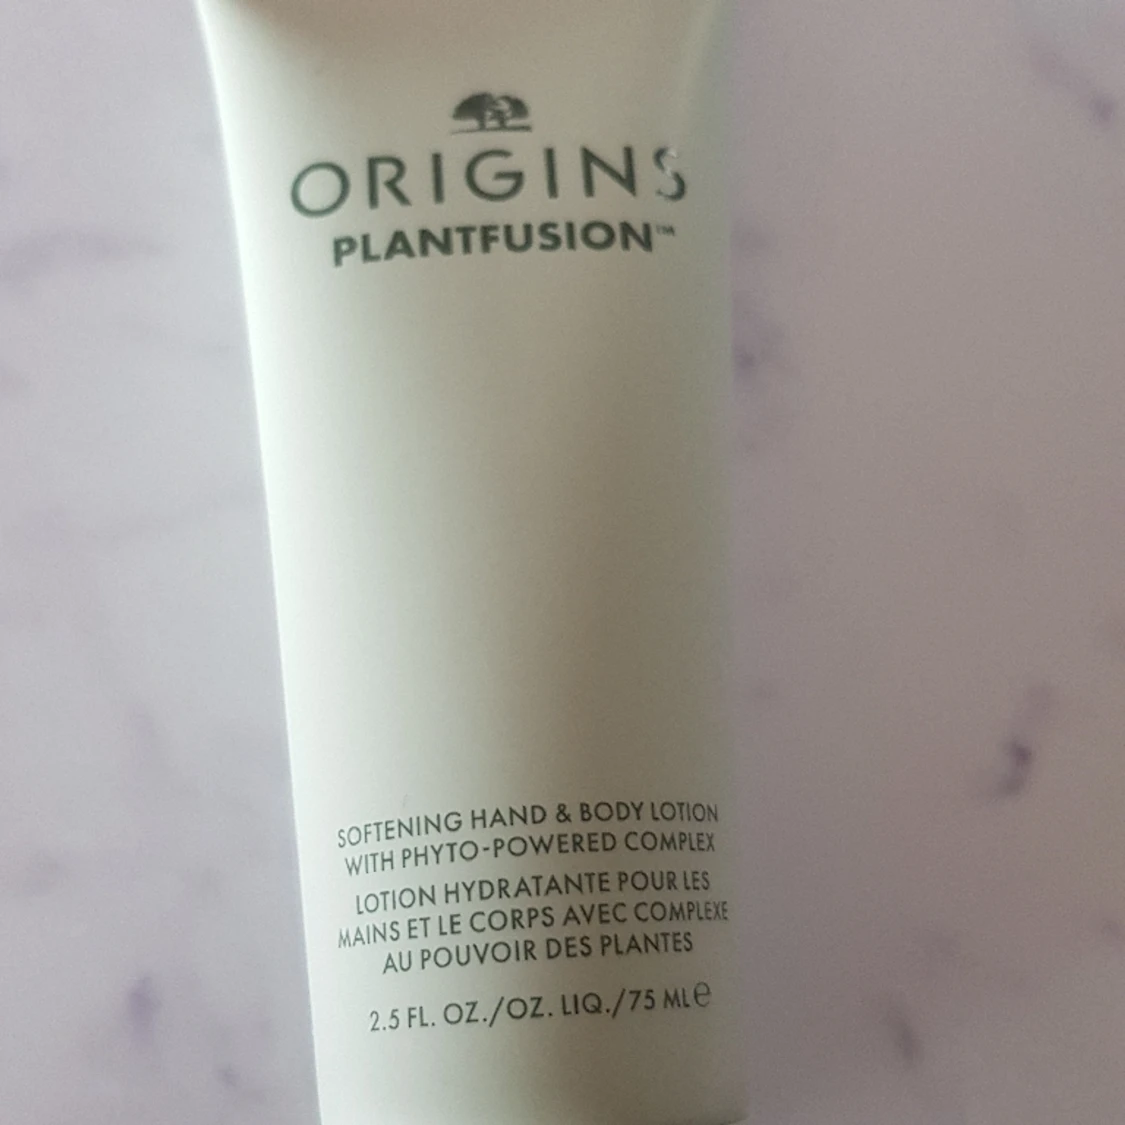 ORIGINS
PLANTFUSION™
SOFTENING HAND & BODY LOTION
WITH PHYTO-POWERED COMPLEX
LOTION HYDRATANTE POUR LES
MAINS ET LE CORPS AVEC COMPLEXE
AU POUVOIR DES PLANTES
2.5 FL. OZ./OZ. LIQ./75 ML℮